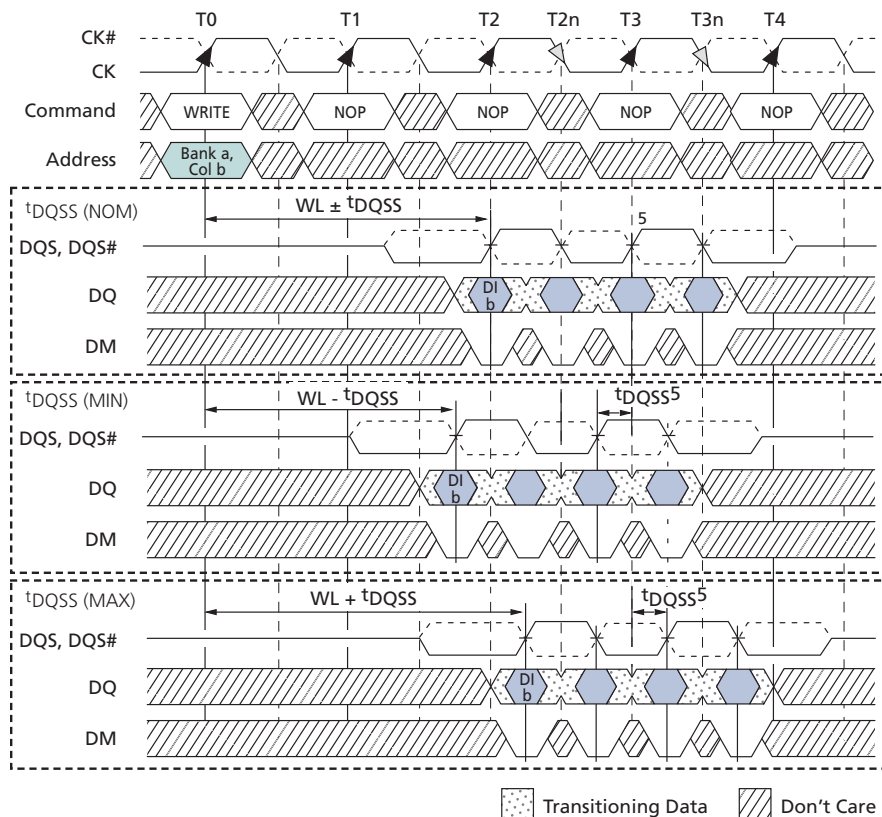 T0 T1 T2 T2n T3 T3n T4
CK#
CK
Command WRITE NOP NOP NOP NOP
Address Bank a,
Col b
tDQSS (NOM) WL ± tDQSS
5
DQS, DQS#
DQ DI
b
DM
tDQSS (MIN) WL - tDQSS tDQSS5
DQS, DQS#
DQ DI
b
DM
tDQSS (MAX) WL + tDQSS tDQSS5
DQS, DQS#
DQ DI
b
DM
Transitioning Data Don't Care